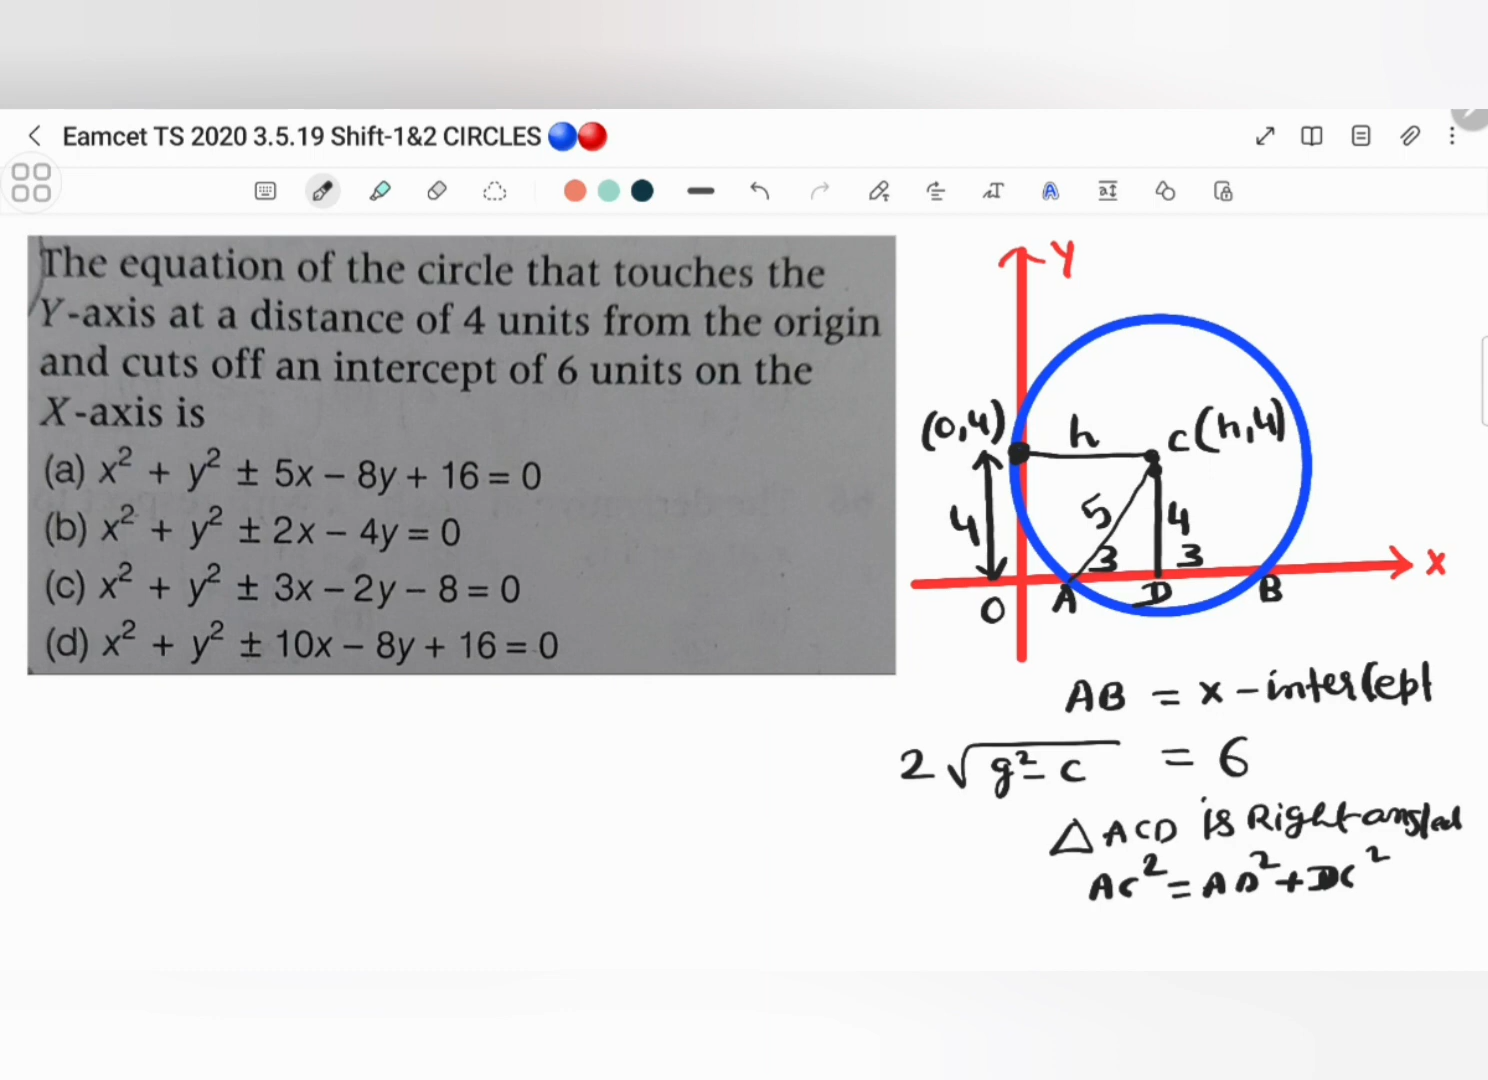 Eamcet TS 2020 3.5.19 Shift-1&2 CIRCLES 🔵🔴
The equation of the circle that touches the
Y-axis at a distance of 4 units from the origin
and cuts off an intercept of 6 units on the
X-axis is
(a) x² + y² ± 5x – 8y + 16 = 0
(b) x² + y² ± 2x – 4y = 0
(c) x² + y² ± 3x – 2y – 8 = 0
(d) x² + y² ± 10x – 8y + 16 = 0
Y
(0,4) h C(h,4)
4 5 4
3 3
X
O A D B
AB = x-intercept
2√(g²-c) = 6
△ACD is Right angled
AC² = AD² + DC²